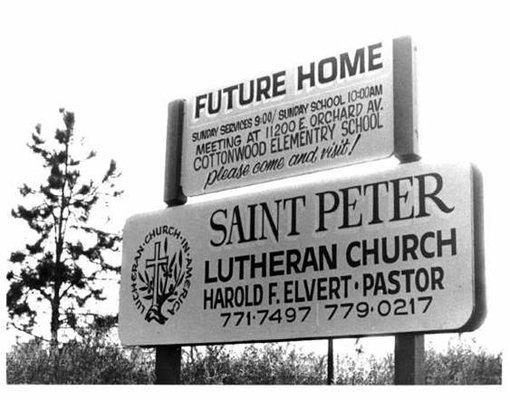 FUTURE HOME
SUNDAY SERVICES 9:00/ SUNDAY SCHOOL 10:00AM
MEETING AT 11200 E. ORCHARD AV.
COTTONWOOD ELEMENTRY SCHOOL
please come and visit!
SAINT PETER
LUTHERAN CHURCH
HAROLD F. ELVERT · PASTOR
771·7497 779·0217
LUTHERAN·CHURCH·IN·AMERICA